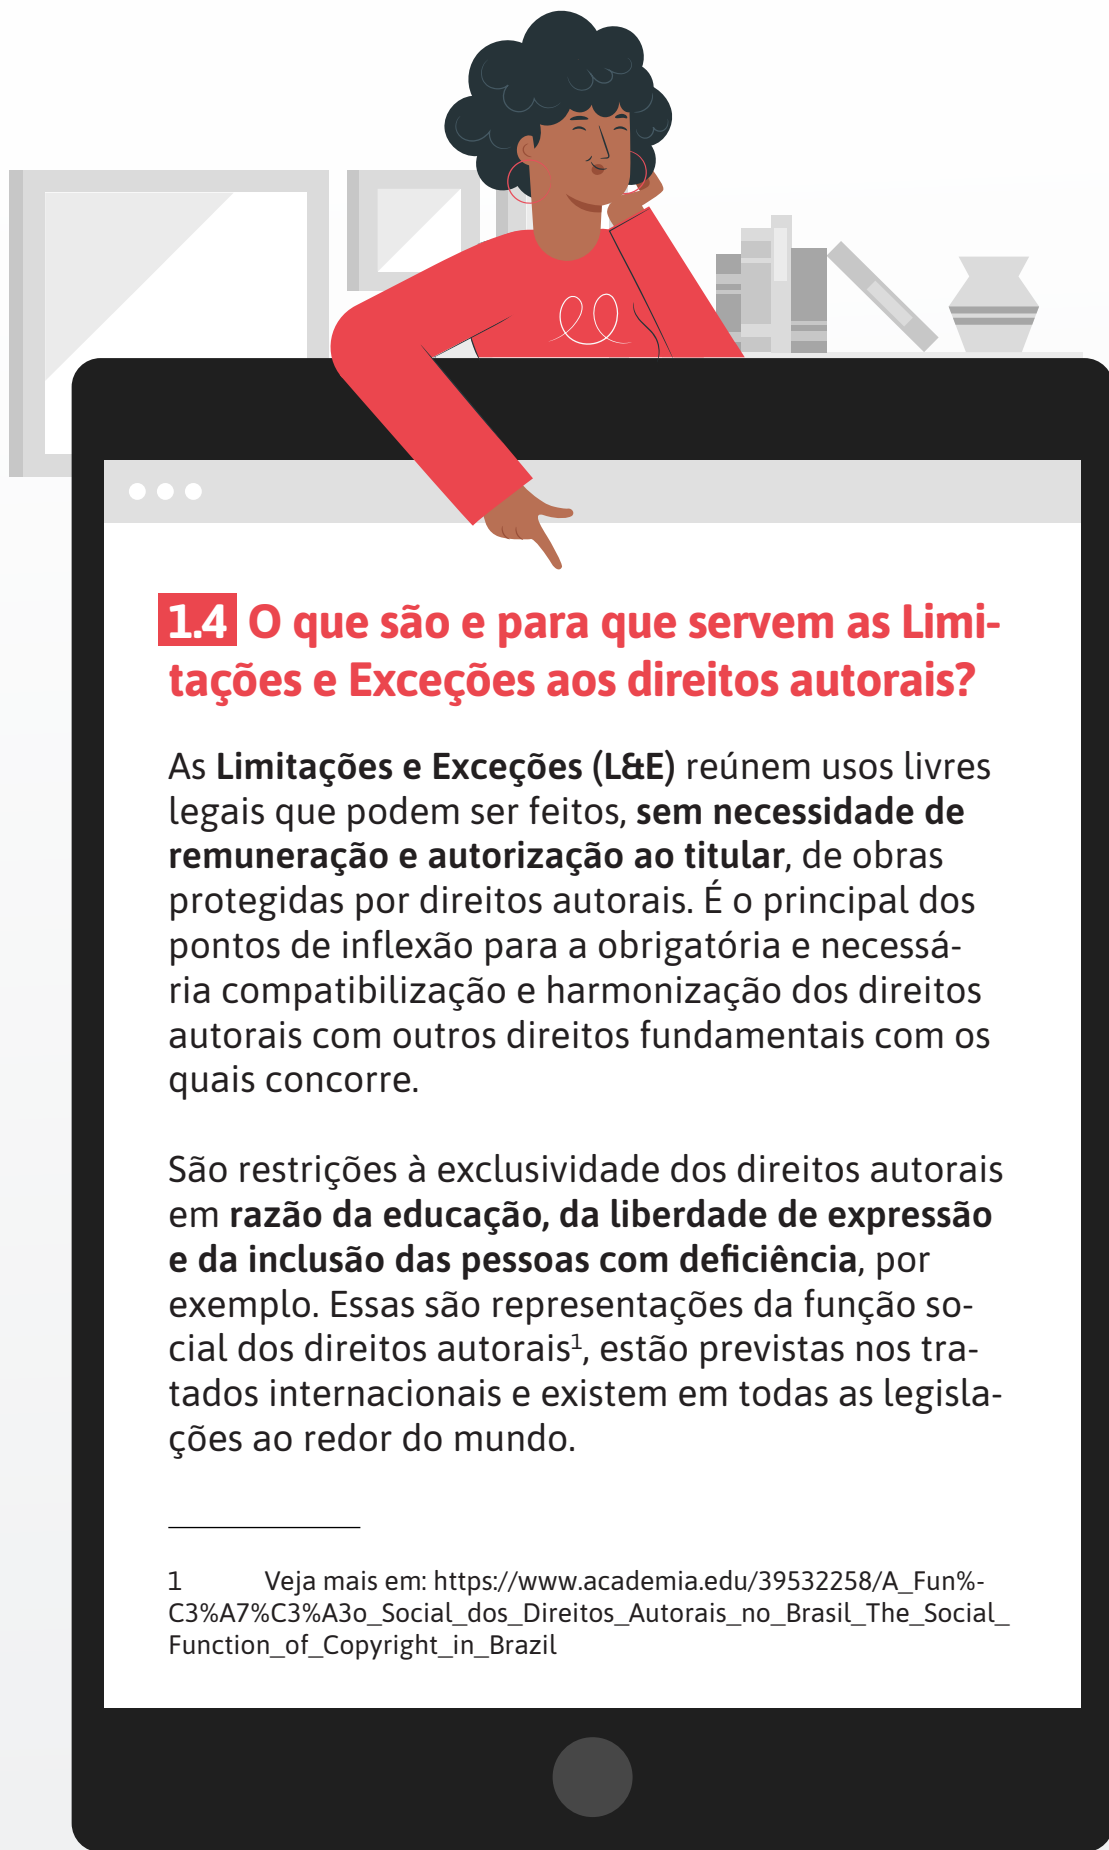 1.4 O que são e para que servem as Limi-
tações e Exceções aos direitos autorais?
As Limitações e Exceções (L&E) reúnem usos livres
legais que podem ser feitos, sem necessidade de
remuneração e autorização ao titular, de obras
protegidas por direitos autorais. É o principal dos
pontos de inflexão para a obrigatória e necessá-
ria compatibilização e harmonização dos direitos
autorais com outros direitos fundamentais com os
quais concorre.
São restrições à exclusividade dos direitos autorais
em razão da educação, da liberdade de expressão
e da inclusão das pessoas com deficiência, por
exemplo. Essas são representações da função so-
cial dos direitos autorais¹, estão previstas nos tra-
tados internacionais e existem em todas as legisla-
ções ao redor do mundo.
1 Veja mais em: https://www.academia.edu/39532258/A_Fun%-
C3%A7%C3%A3o_Social_dos_Direitos_Autorais_no_Brasil_The_Social_
Function_of_Copyright_in_Brazil